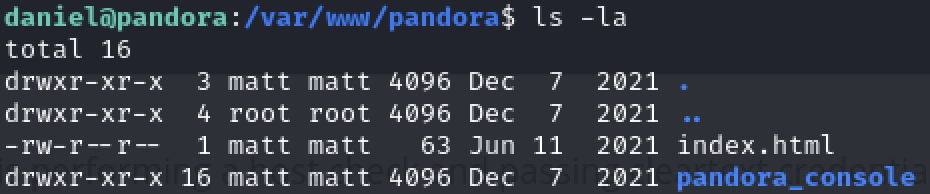 daniel@pandora:/var/www/pandora$ ls -la
total 16
drwxr-xr-x  3 matt matt 4096 Dec  7  2021 .
drwxr-xr-x  4 root root 4096 Dec  7  2021 ..
-rw-r--r--  1 matt matt   63 Jun 11  2021 index.html
drwxr-xr-x 16 matt matt 4096 Dec  7  2021 pandora_console